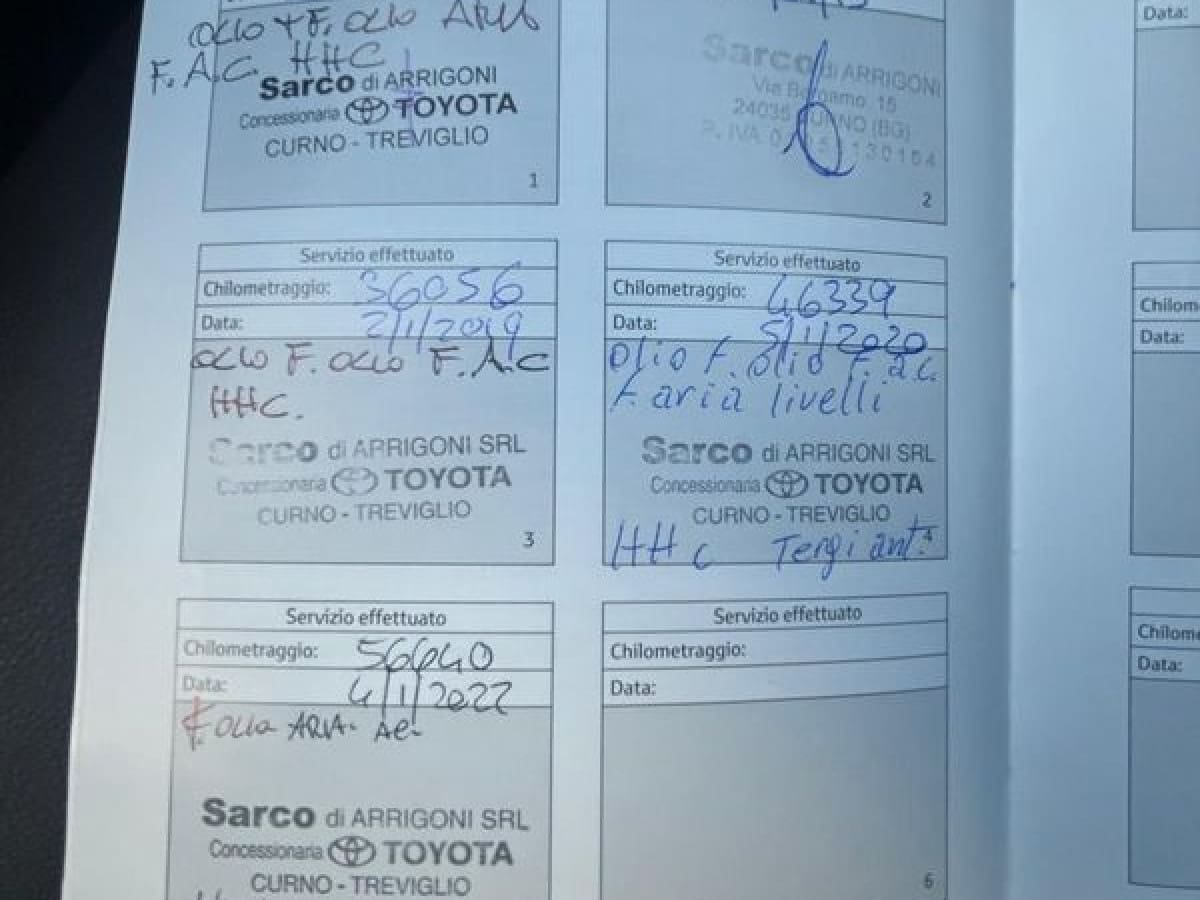 OLIO + F. OLIO ARIA
F. A.C. HHC
Sarco di ARRIGONI
Concessionaria TOYOTA
CURNO - TREVIGLIO
1
Sarco di ARRIGONI
Via Bergamo, 15
24035 CURNO (BG)
P. IVA
2
Servizio effettuato
Chilometraggio: 36056
Data: 2/1/2019
OLIO F. OLIO F.A.C
HHC.
Sarco di ARRIGONI SRL
Concessionaria TOYOTA
CURNO - TREVIGLIO
3
Servizio effettuato
Chilometraggio: 46339
Data: 5/1/2020
Olio F. olio F. a.c.
F. aria livelli
Sarco di ARRIGONI SRL
Concessionaria TOYOTA
CURNO - TREVIGLIO
HHC Tergi ant.
4
Servizio effettuato
Chilometraggio: 56640
Data: 4/1/2022
F. OLIO ARIA. AC.
Sarco di ARRIGONI SRL
Concessionaria TOYOTA
CURNO - TREVIGLIO
Servizio effettuato
Chilometraggio:
Data:
6
Data:
Chilom
Data:
Chilome
Data: